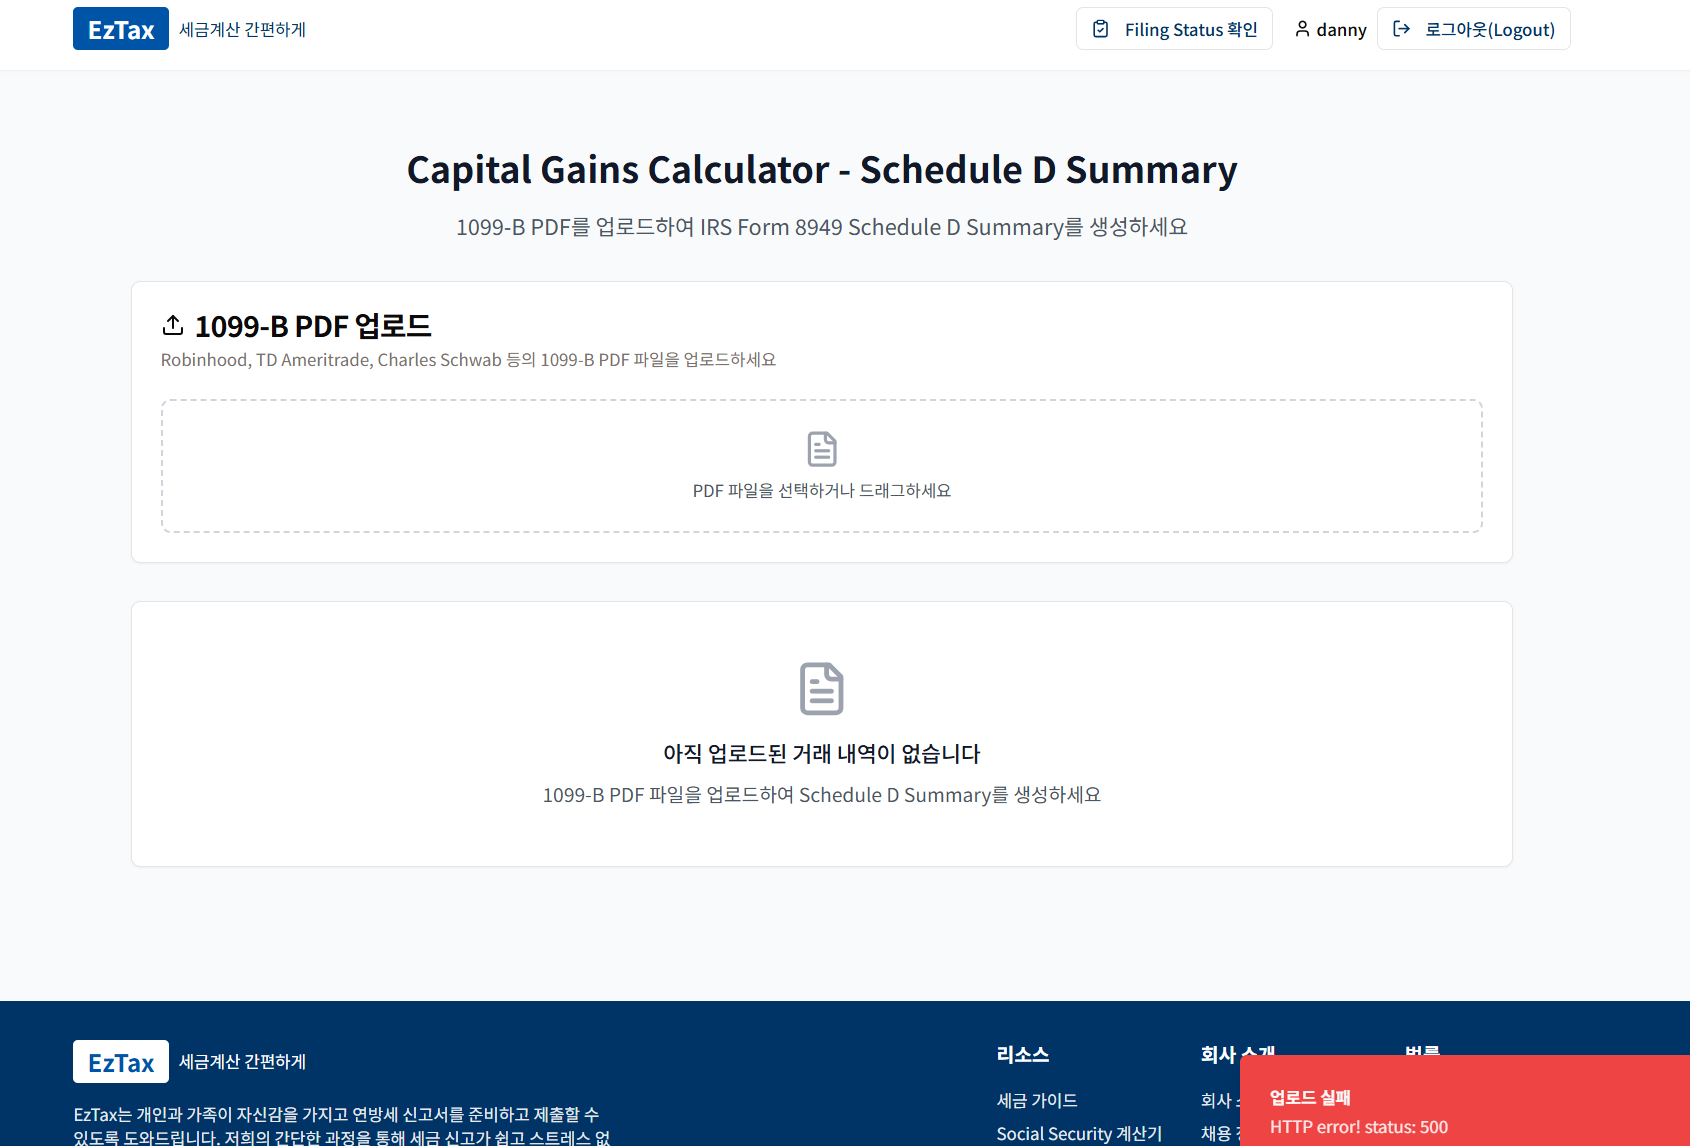 EzTax 세금계산 간편하게
Filing Status 확인
danny
로그아웃(Logout)
Capital Gains Calculator - Schedule D Summary
1099-B PDF를 업로드하여 IRS Form 8949 Schedule D Summary를 생성하세요
1099-B PDF 업로드
Robinhood, TD Ameritrade, Charles Schwab 등의 1099-B PDF 파일을 업로드하세요
PDF 파일을 선택하거나 드래그하세요
아직 업로드된 거래 내역이 없습니다
1099-B PDF 파일을 업로드하여 Schedule D Summary를 생성하세요
EzTax 세금계산 간편하게
EzTax는 개인과 가족이 자신감을 가지고 연방세 신고서를 준비하고 제출할 수
있도록 도와드립니다. 저희의 간단한 과정을 통해 세금 신고가 쉽고 스트레스 없
리소스
세금 가이드
Social Security 계산기
회사 소개
회사
채용
법률
업로드 실패
HTTP error! status: 500